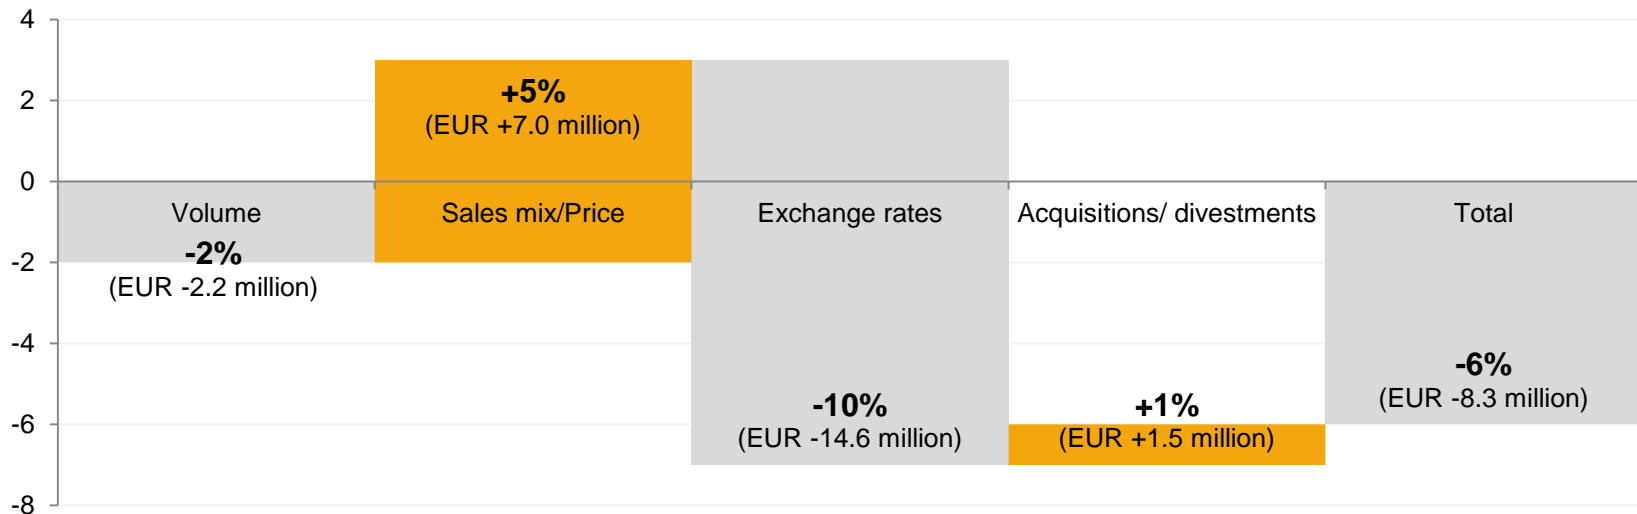 4
2
0
-2
-4
-6
-8
Volume
-2%
(EUR -2.2 million)
+5%
(EUR +7.0 million)
Sales mix/Price
Exchange rates
-10%
(EUR -14.6 million)
Acquisitions/ divestments
+1%
(EUR +1.5 million)
Total
-6%
(EUR -8.3 million)